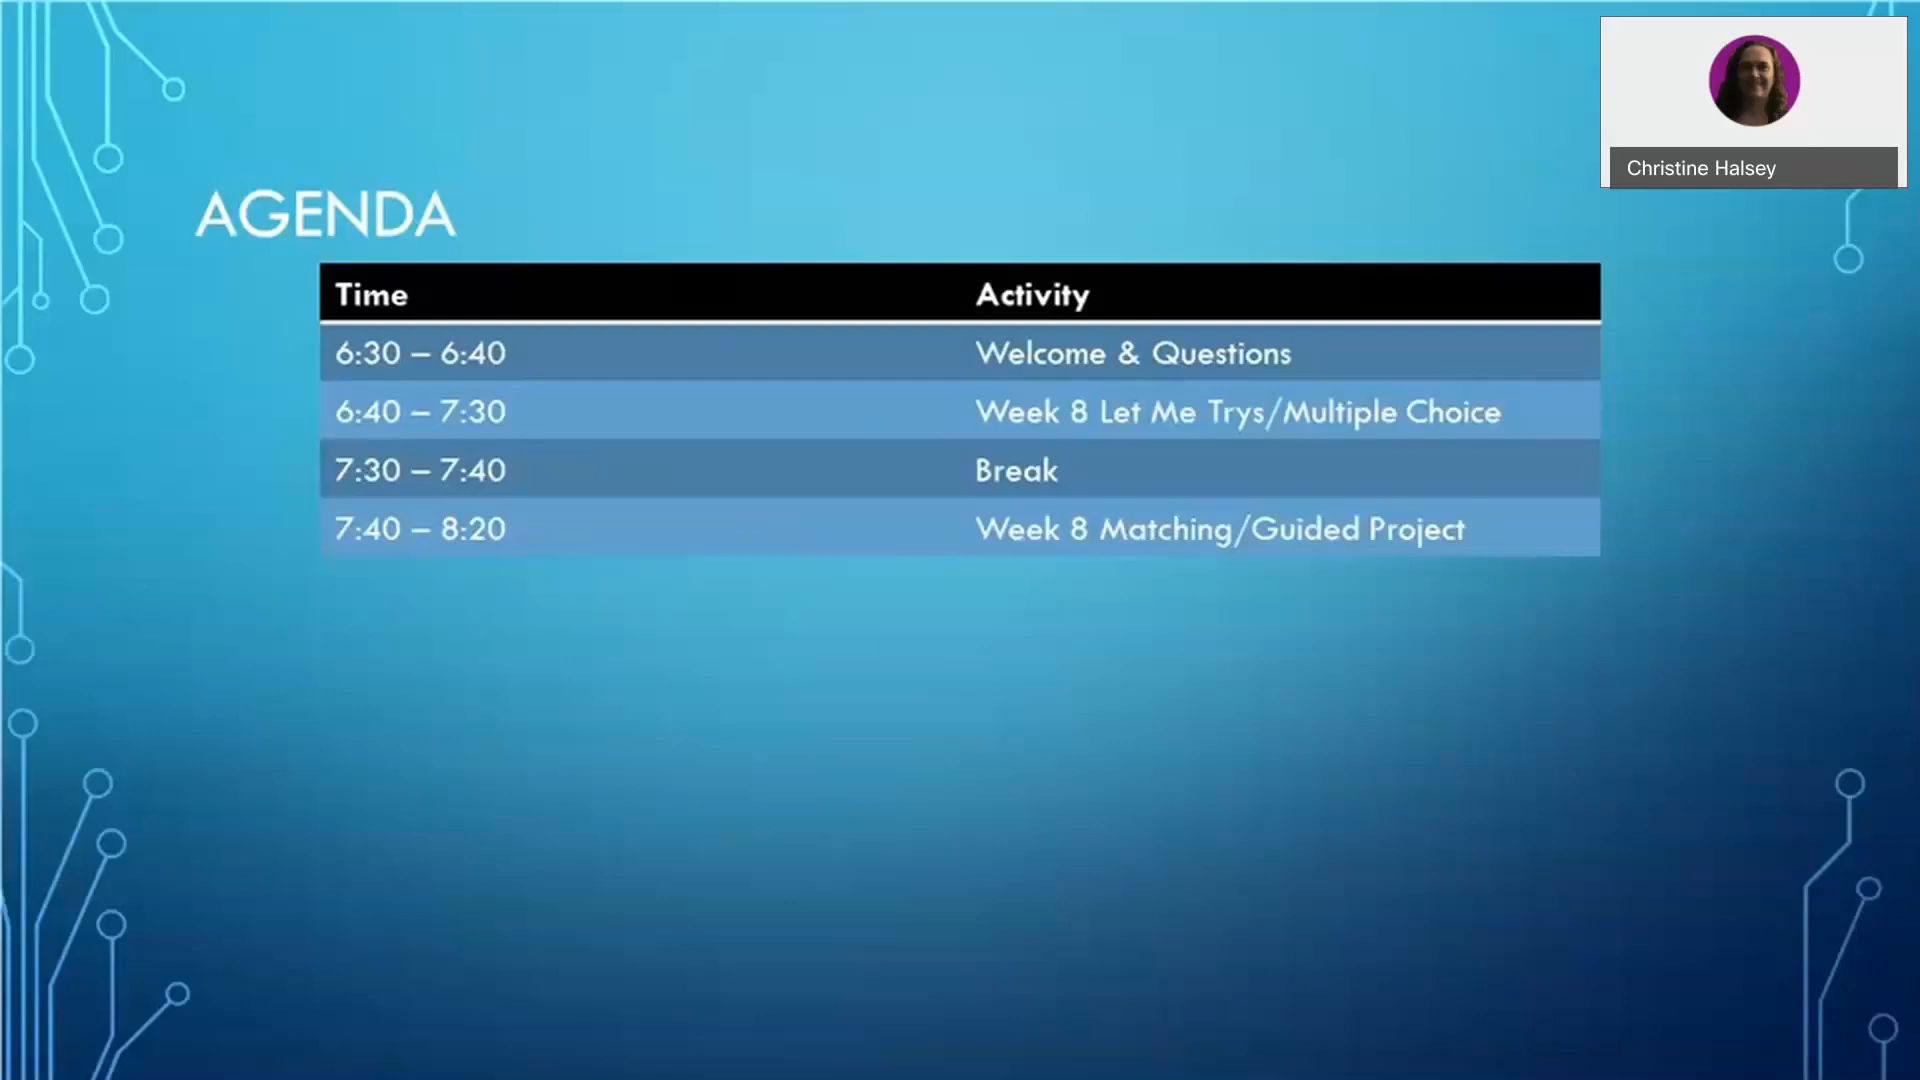 Christine Halsey
AGENDA
Time Activity
6:30 – 6:40 Welcome & Questions
6:40 – 7:30 Week 8 Let Me Trys/Multiple Choice
7:30 – 7:40 Break
7:40 – 8:20 Week 8 Matching/Guided Project